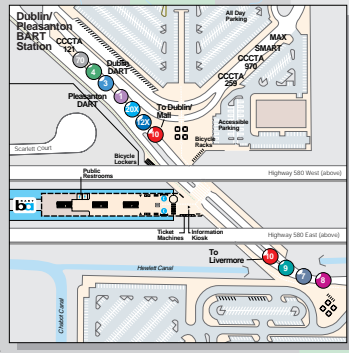 Dublin/
Pleasanton
BART
Station
All Day
Parking
MAX
SMART
CCCTA
970
CCCTA
259
CCCTA
121
70
4
Dublin
DART
3
Pleasanton
DART
1
20X
12X
10
To Dublin/
Mall
Accessible
Parking
Bicycle
Racks
Scarlett Court
Bicycle
Lockers
Public
Restrooms
Highway 580 West (above)
ba
Ticket
Machines
Information
Kiosk
Highway 580 East (above)
To
Livermore
10
9
7
8
Hewlett Canal
Chabot Canal